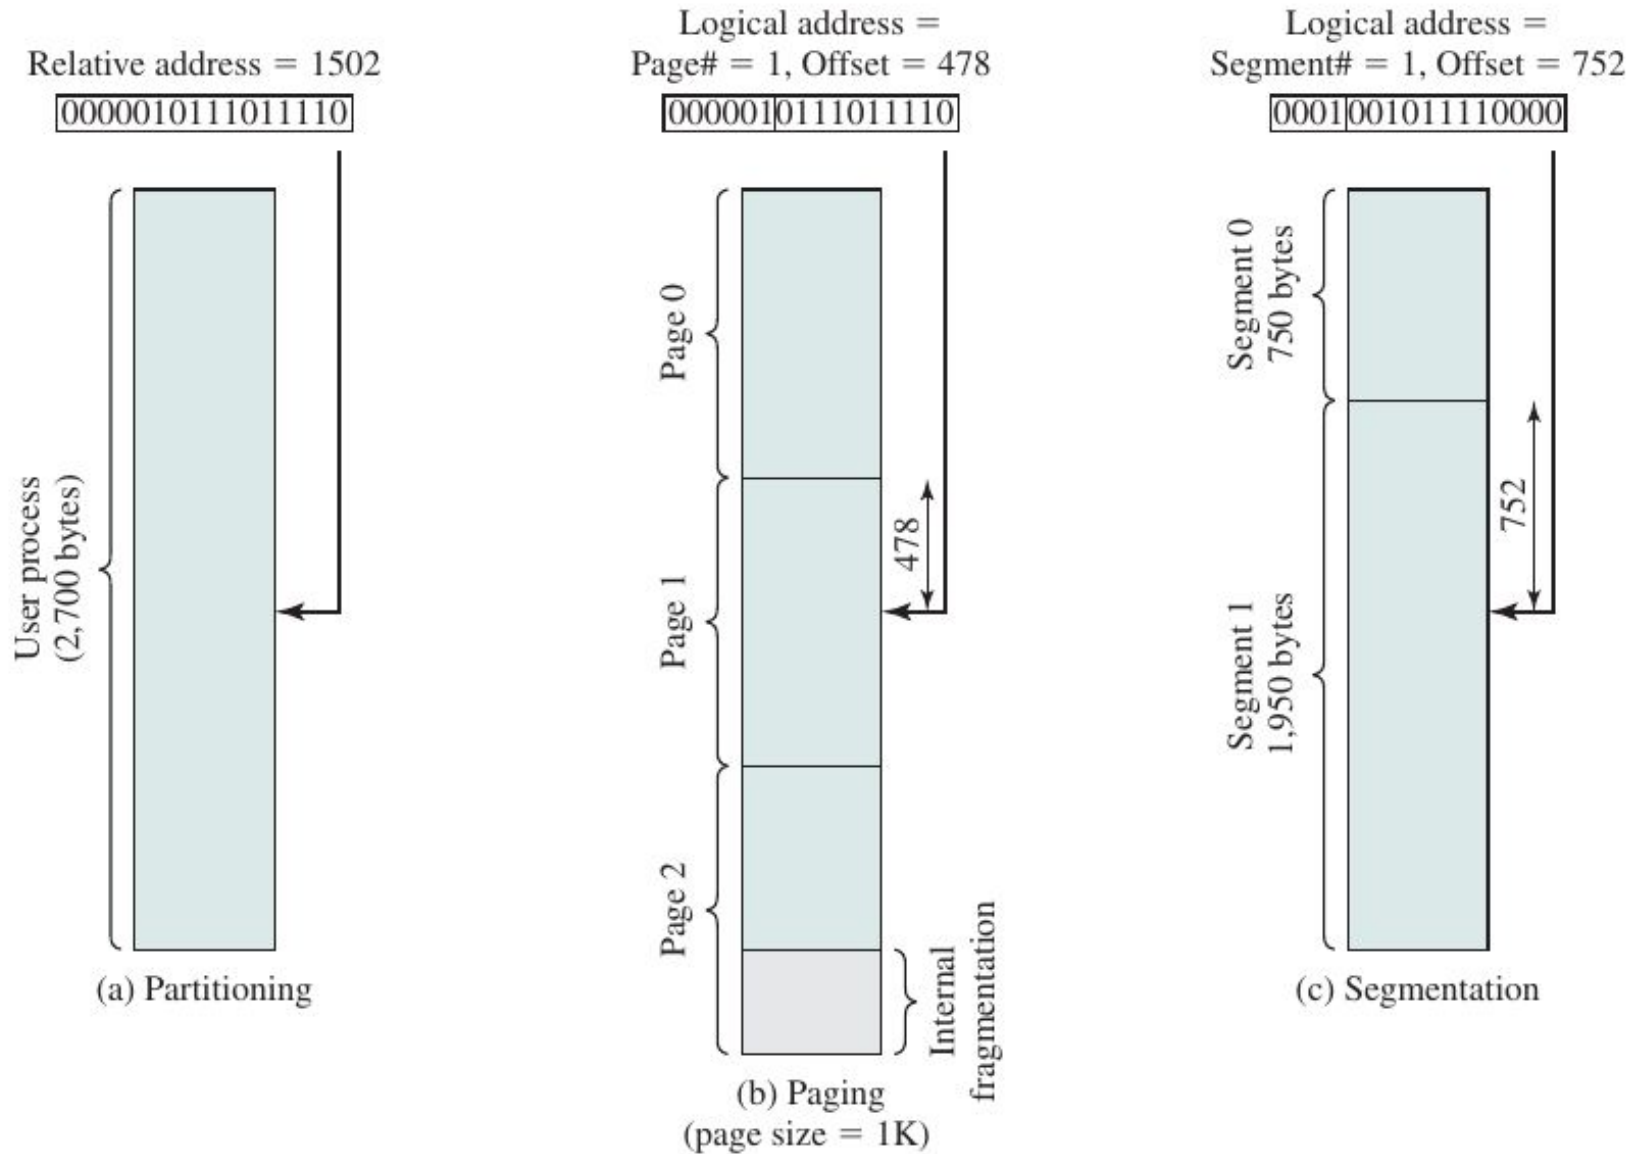 Relative address = 1502
0000010111011110
User process
(2,700 bytes)
(a) Partitioning
Logical address =
Page# = 1, Offset = 478
000001 0111011110
Page 0
Page 1
Page 2
478
Internal
fragmentation
(b) Paging
(page size = 1K)
Logical address =
Segment# = 1, Offset = 752
0001 001011110000
Segment 0
750 bytes
Segment 1
1,950 bytes
752
(c) Segmentation